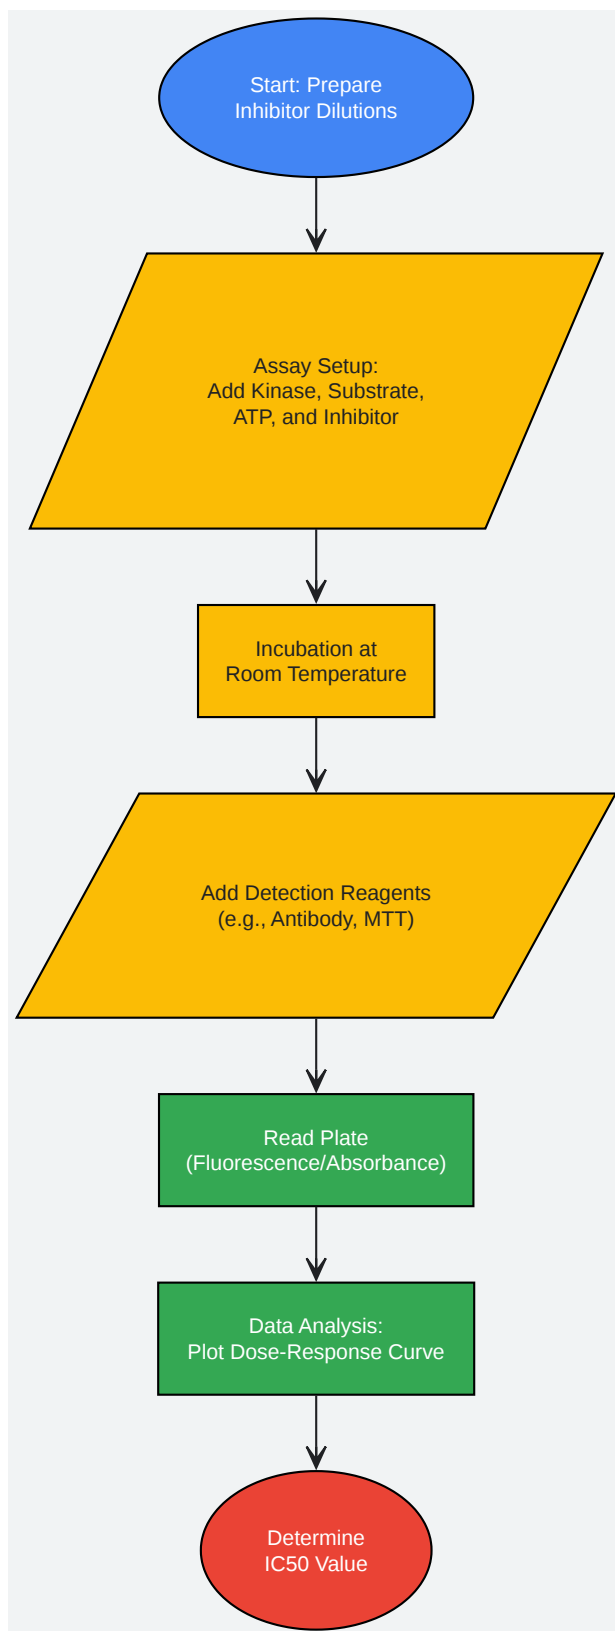 Start: Prepare
Inhibitor Dilutions
Assay Setup:
Add Kinase, Substrate,
ATP, and Inhibitor
Incubation at
Room Temperature
Add Detection Reagents
(e.g., Antibody, MTT)
Read Plate
(Fluorescence/Absorbance)
Data Analysis:
Plot Dose-Response Curve
Determine
IC50 Value